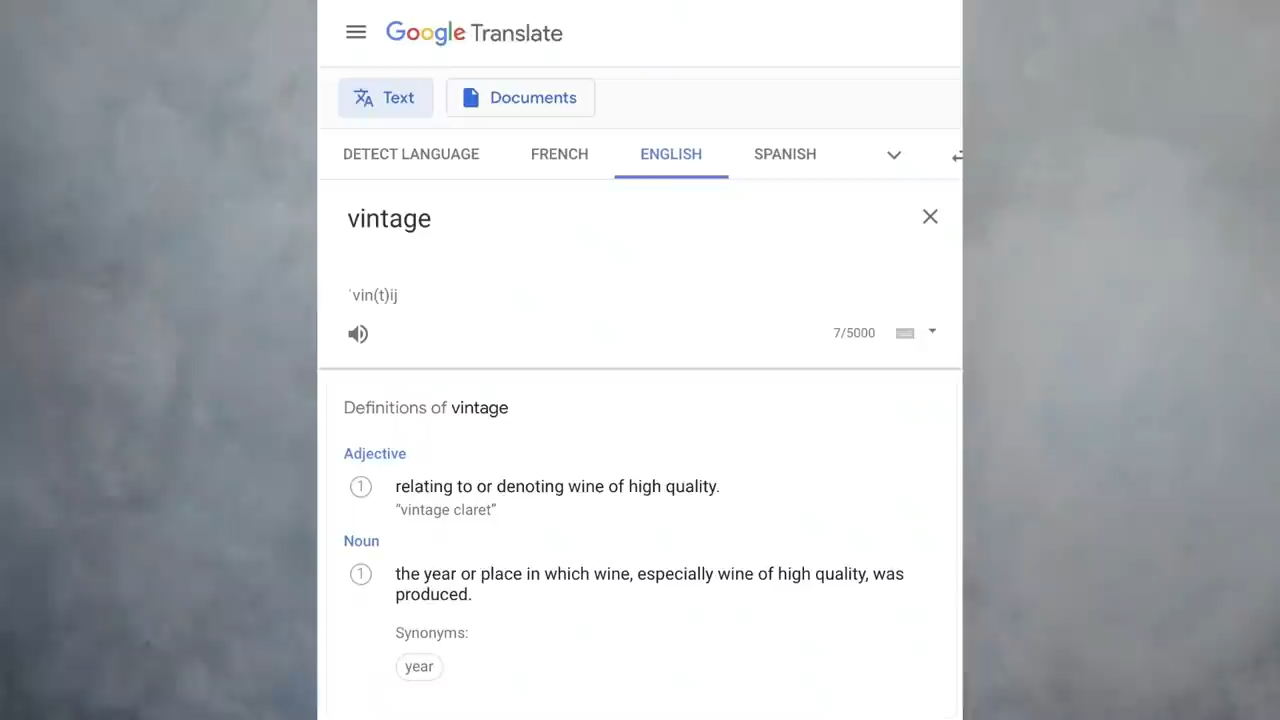 Google Translate
Text Documents
DETECT LANGUAGE FRENCH ENGLISH SPANISH
vintage
ˈvin(t)ij
7/5000
Definitions of vintage
Adjective
1 relating to or denoting wine of high quality.
"vintage claret"
Noun
1 the year or place in which wine, especially wine of high quality, was
produced.
Synonyms:
year